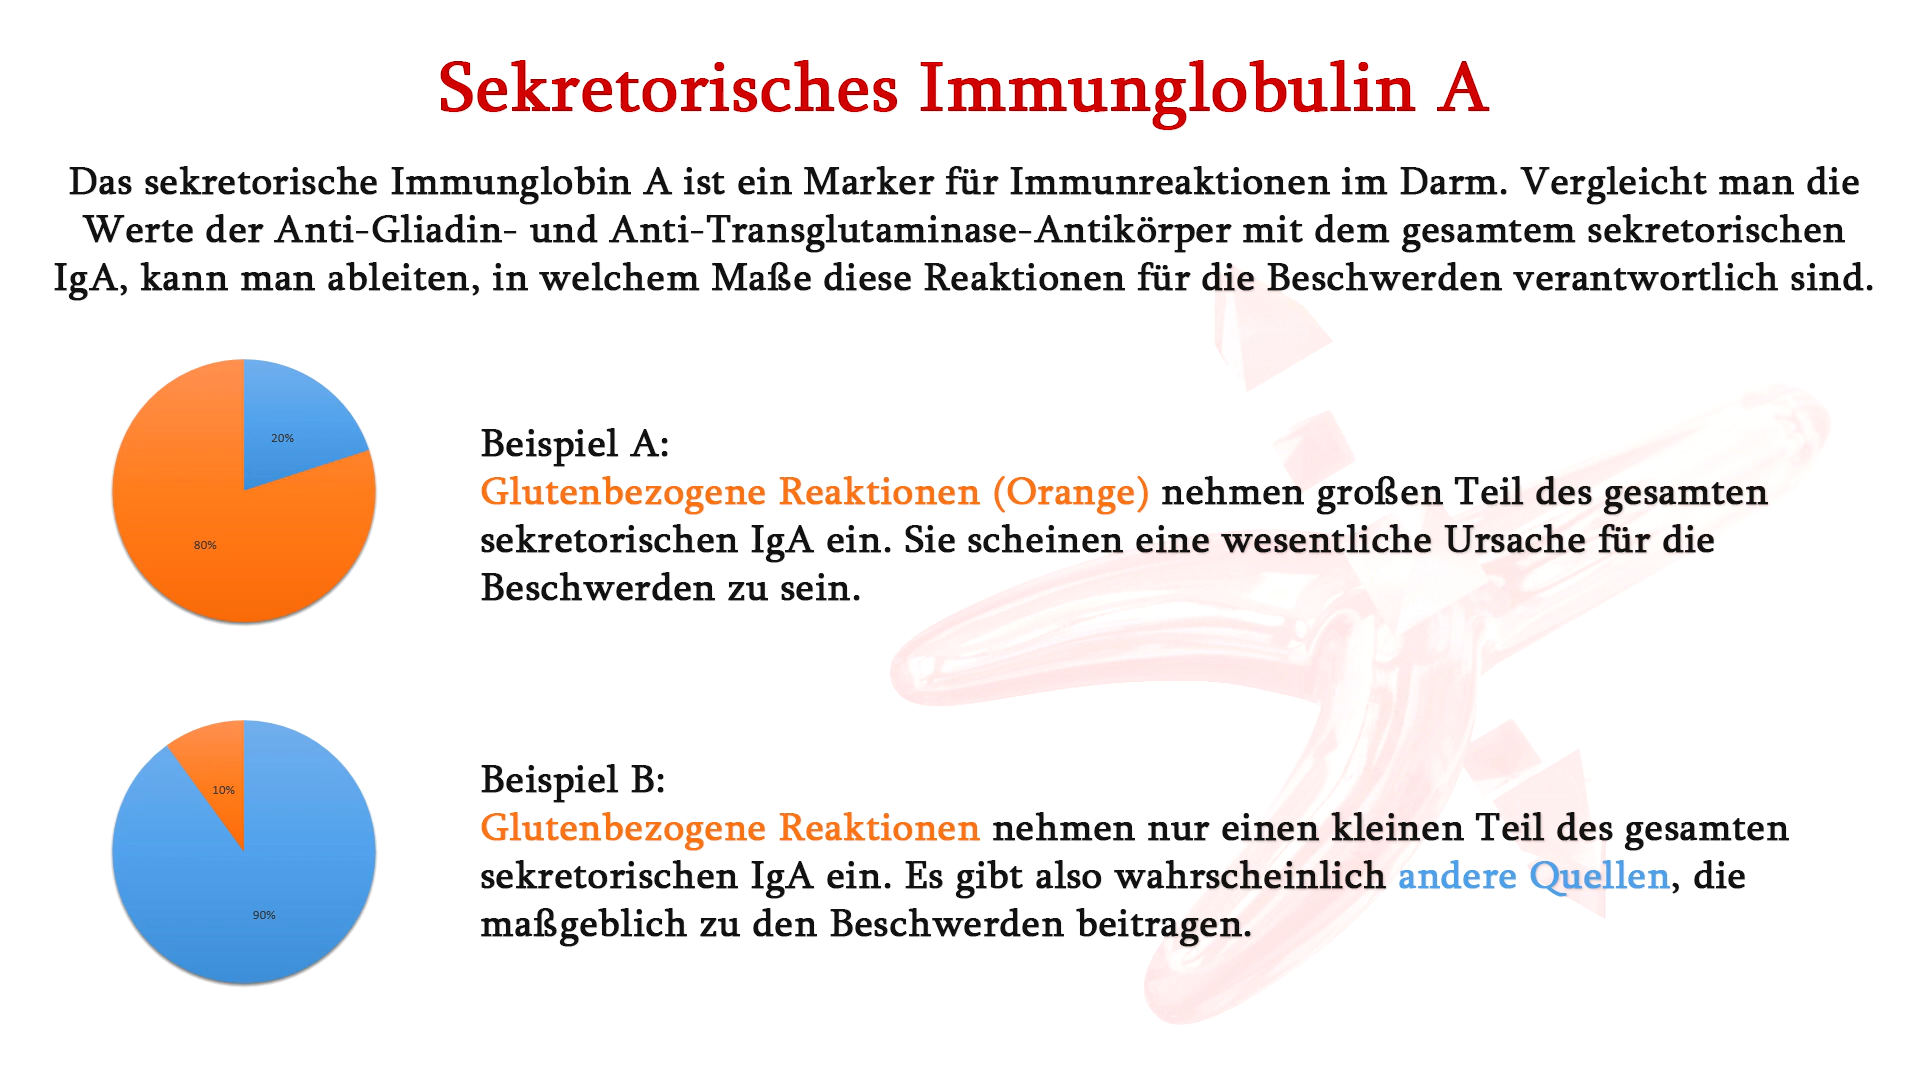 Sekretorisches Immunglobulin A
Das sekretorische Immunglobin A ist ein Marker für Immunreaktionen im Darm. Vergleicht man die
Werte der Anti-Gliadin- und Anti-Transglutaminase-Antikörper mit dem gesamtem sekretorischen
IgA, kann man ableiten, in welchem Maße diese Reaktionen für die Beschwerden verantwortlich sind.
20%
80%
Beispiel A:
Glutenbezogene Reaktionen (Orange) nehmen großen Teil des gesamten
sekretorischen IgA ein. Sie scheinen eine wesentliche Ursache für die
Beschwerden zu sein.
10%
90%
Beispiel B:
Glutenbezogene Reaktionen nehmen nur einen kleinen Teil des gesamten
sekretorischen IgA ein. Es gibt also wahrscheinlich andere Quellen, die
maßgeblich zu den Beschwerden beitragen.